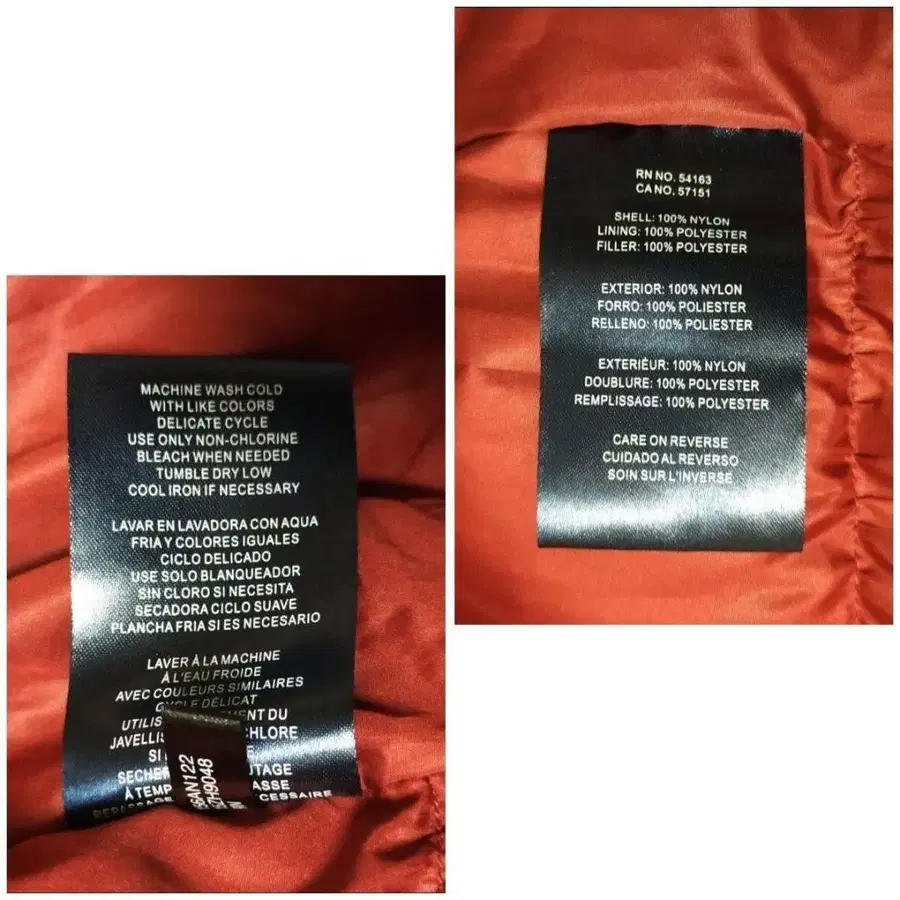 MACHINE WASH COLD
WITH LIKE COLORS
DELICATE CYCLE
USE ONLY NON-CHLORINE
BLEACH WHEN NEEDED
TUMBLE DRY LOW
COOL IRON IF NECESSARY
LAVAR EN LAVADORA CON AQUA
FRIA Y COLORES IGUALES
CICLO DELICADO
USE SOLO BLANQUEADOR
SIN CLORO SI NECESITA
SECADORA CICLO SUAVE
PLANCHA FRIA SI ES NECESARIO
LAVER À LA MACHINE
À L'EAU FROIDE
AVEC COULEURS SIMILAIRES
CYCLE DÉLICAT
DU
SI
À
RN NO. 54163
CA NO. 57151
SHELL: 100% NYLON
LINING: 100% POLYESTER
FILLER: 100% POLYESTER
EXTERIOR: 100% NYLON
FORRO: 100% POLIESTER
RELLENO: 100% POLIESTER
EXTERIEUR: 100% NYLON
DOUBLURE: 100% POLYESTER
REMPLISSAGE: 100% POLYESTER
CARE ON REVERSE
CUIDADO AL REVERSO
SOIN SUR L'INVERSE